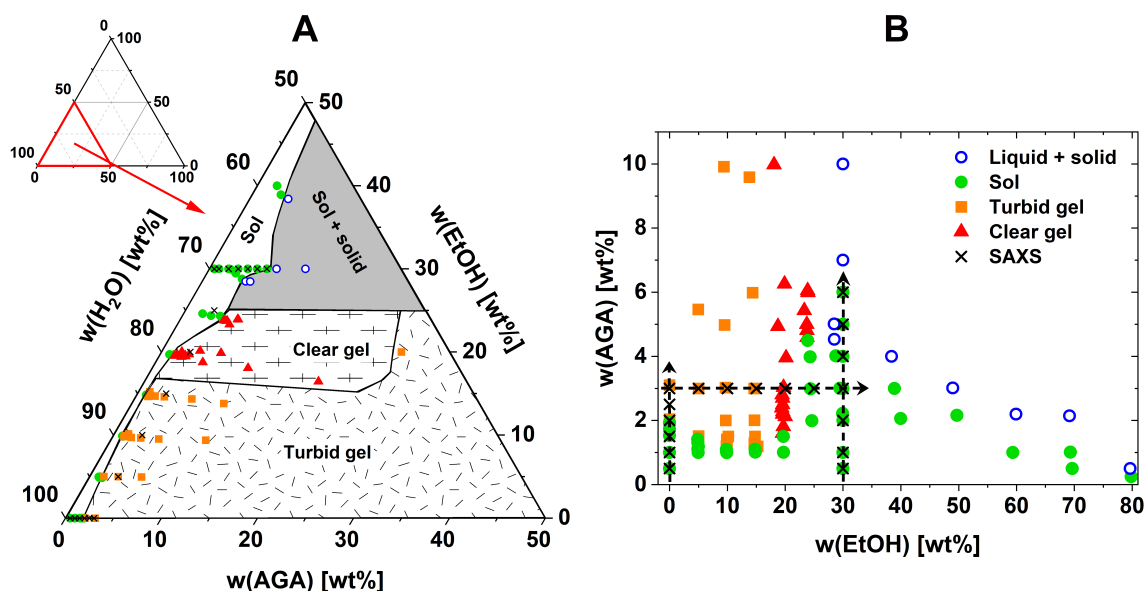 A
B
0
100
50
50
100
0
0
50
100
50
50
60
40
70
30
80
20
90
10
100
0
0
10
20
30
40
50
w(H2O) [wt%]
w(EtOH) [wt%]
w(AGA) [wt%]
Sol
Sol + solid
Clear gel
Turbid gel
10
8
6
4
2
0
0
10
20
30
40
50
60
70
80
w(AGA) [wt%]
w(EtOH) [wt%]
Liquid + solid
Sol
Turbid gel
Clear gel
SAXS